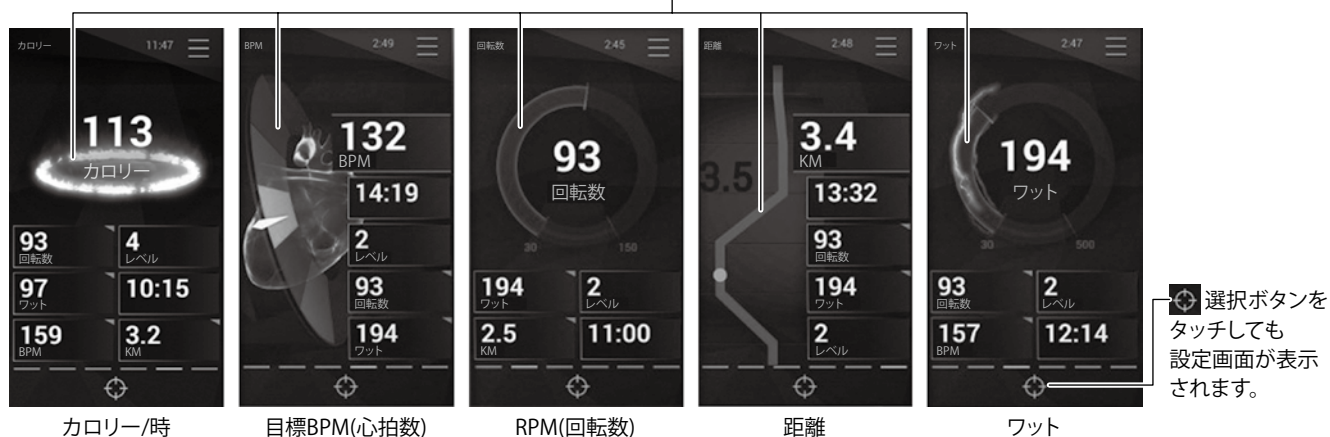 カロリー
11:47
113
カロリー
93
回転数
4
レベル
97
ワット
10:15
159
BPM
3.2
KM
BPM
2:49
132
BPM
14:19
2
レベル
93
回転数
194
ワット
回転数
2:45
93
回転数
30
150
194
ワット
2
レベル
2.5
KM
11:00
距離
2:48
3.5
3.4
KM
13:32
93
回転数
194
ワット
2
レベル
ワット
2:47
194
ワット
30
500
93
回転数
2
レベル
157
BPM
12:14
選択ボタンを
タッチしても
設定画面が表示
されます。
カロリー/時
目標BPM(心拍数)
RPM(回転数)
距離
ワット